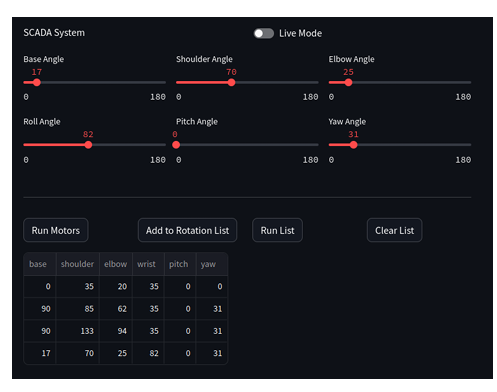 SCADA System Live Mode
Base Angle Shoulder Angle Elbow Angle
17 70 25
0 180 0 180 0 180
Roll Angle Pitch Angle Yaw Angle
82 0 31
0 180 0 180 0 180
Run Motors Add to Rotation List Run List Clear List
base shoulder elbow wrist pitch yaw
0 35 20 35 0 0
90 85 62 35 0 31
90 133 94 35 0 31
17 70 25 82 0 31